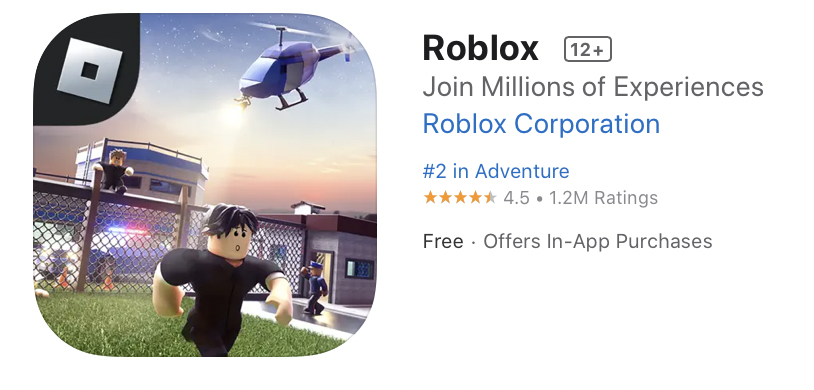 Roblox 12+
Join Millions of Experiences
Roblox Corporation
#2 in Adventure
4.5 • 1.2M Ratings
Free · Offers In-App Purchases